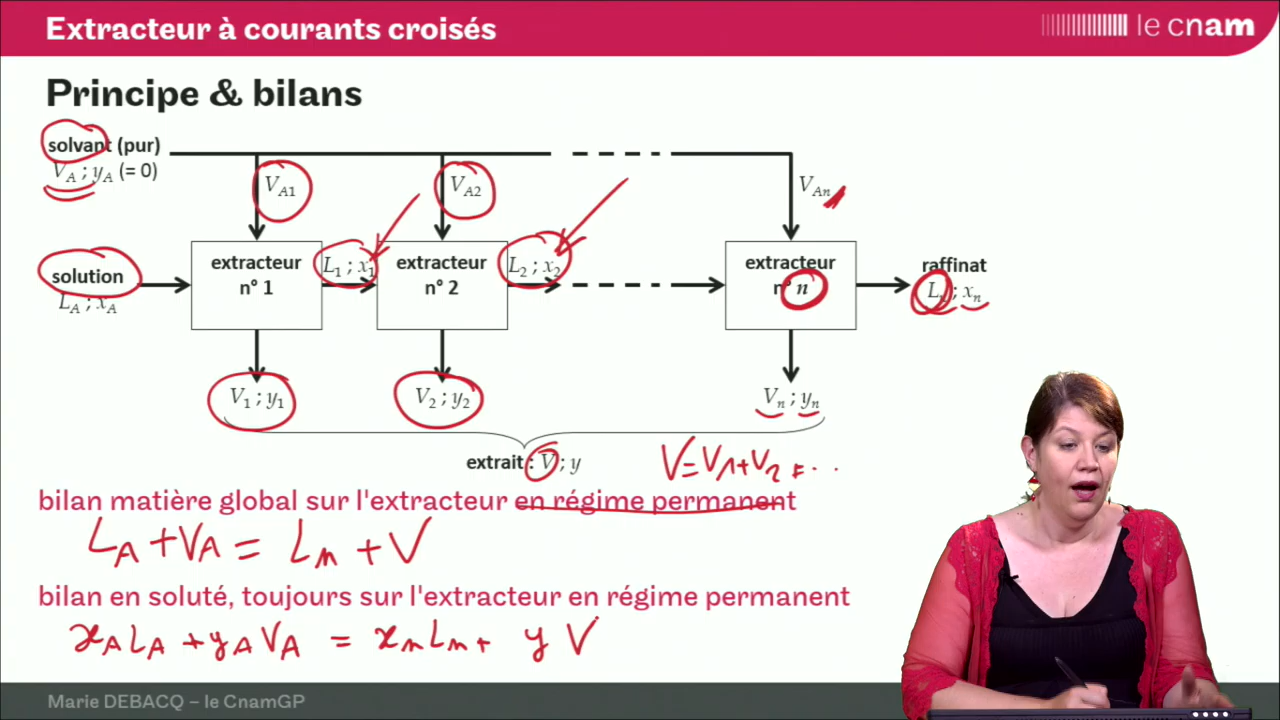 Extracteur à courants croisés
le cnam
Principe & bilans
solvant (pur)
V_A ; y_A (= 0)
V_A1
V_A2
V_An
solution
L_A ; x_A
extracteur
n° 1
L_1 ; x_1
extracteur
n° 2
L_2 ; x_2
extracteur
n° n
raffinat
L_n ; x_n
V_1 ; y_1
V_2 ; y_2
V_n ; y_n
extrait : V ; y
V = V_1 + V_2 + ...
bilan matière global sur l'extracteur en régime permanent
L_A + V_A = L_n + V
bilan en soluté, toujours sur l'extracteur en régime permanent
x_A L_A + y_A V_A = x_n L_n + y V
Marie DEBACQ – le CnamGP